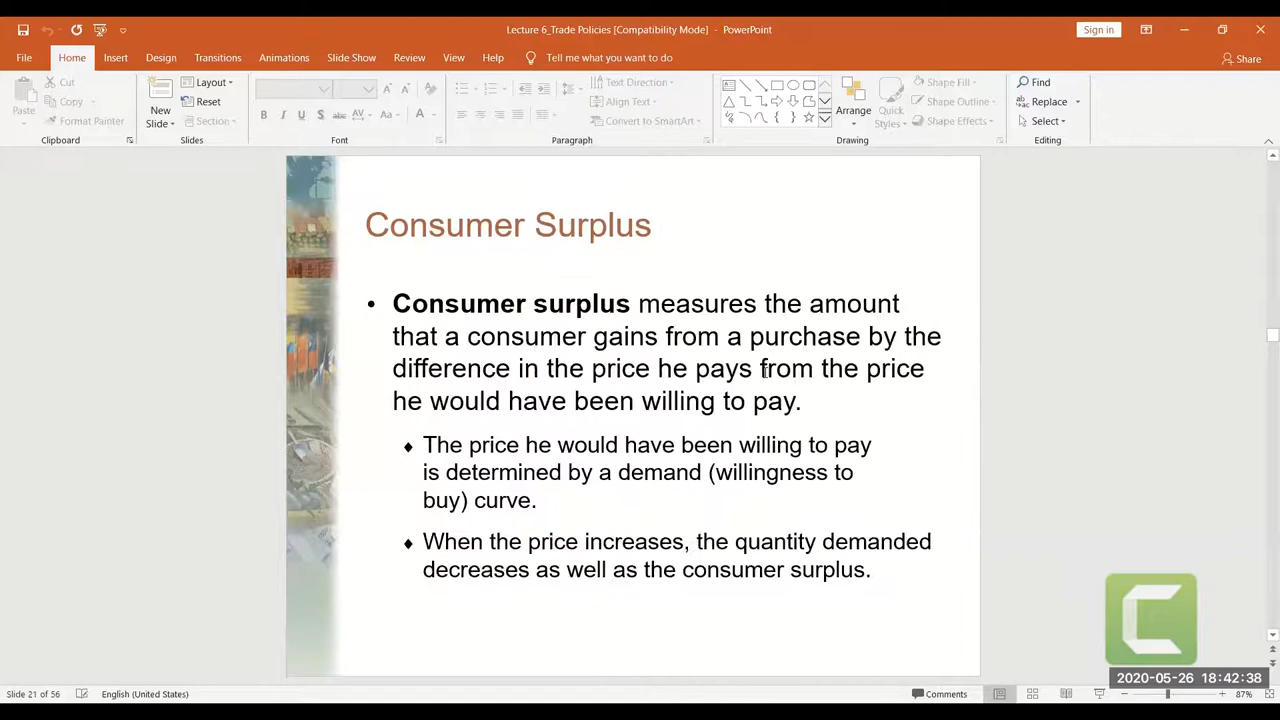 Lecture 6_Trade Policies [Compatibility Mode] - PowerPoint
Sign in
File Home Insert Design Transitions Animations Slide Show Review View Help Tell me what you want to do
Share
Paste
Cut
Copy
Format Painter
Clipboard
New Slide
Layout
Reset
Section
Slides
B I U S abc AV Aa A
Font
Text Direction
Align Text
Convert to SmartArt
Paragraph
Arrange
Quick Styles
Shape Fill
Shape Outline
Shape Effects
Drawing
Find
Replace
Select
Editing
Consumer Surplus
• Consumer surplus measures the amount
that a consumer gains from a purchase by the
difference in the price he pays from the price
he would have been willing to pay.
♦ The price he would have been willing to pay
is determined by a demand (willingness to
buy) curve.
♦ When the price increases, the quantity demanded
decreases as well as the consumer surplus.
2020-05-26 18:42:38
Slide 21 of 56 English (United States) Comments 87%